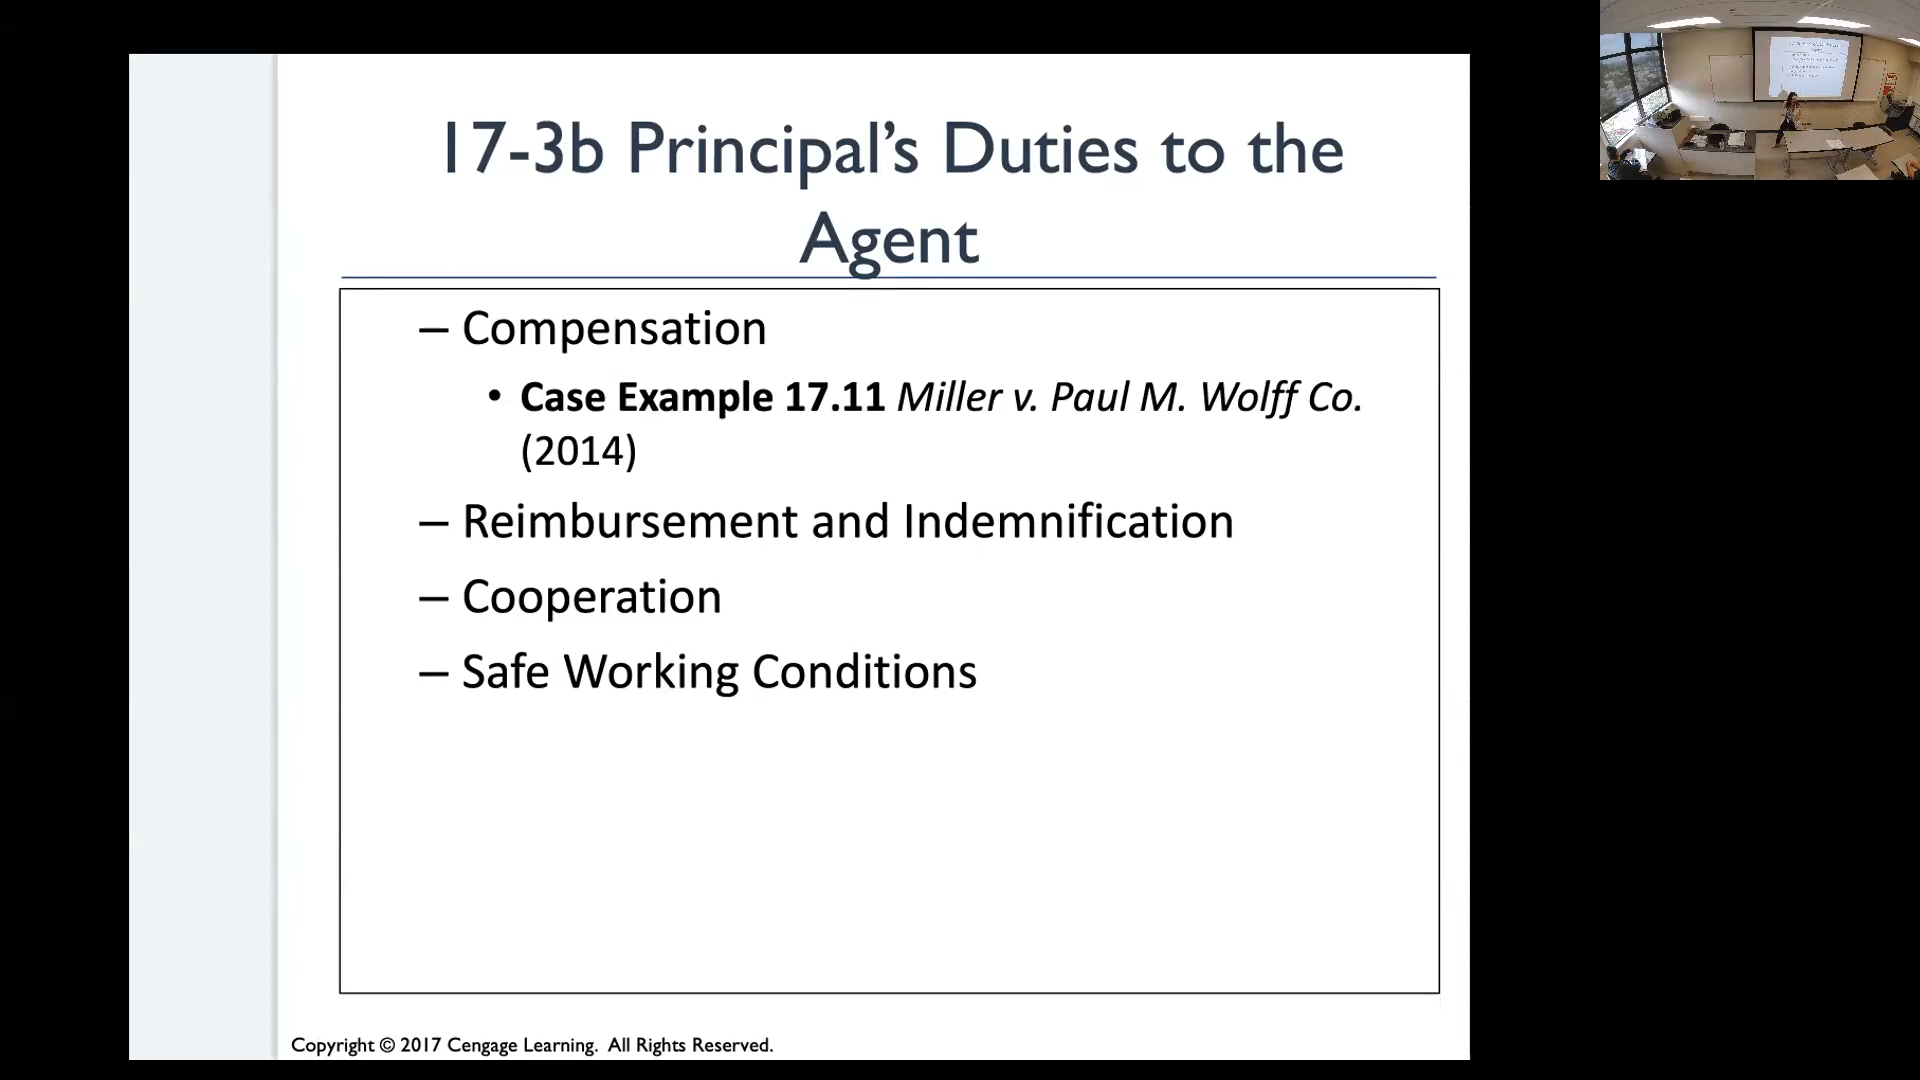 17-3b Principal’s Duties to the
Agent
– Compensation
• Case Example 17.11 Miller v. Paul M. Wolff Co.
(2014)
– Reimbursement and Indemnification
– Cooperation
– Safe Working Conditions
Copyright © 2017 Cengage Learning. All Rights Reserved.